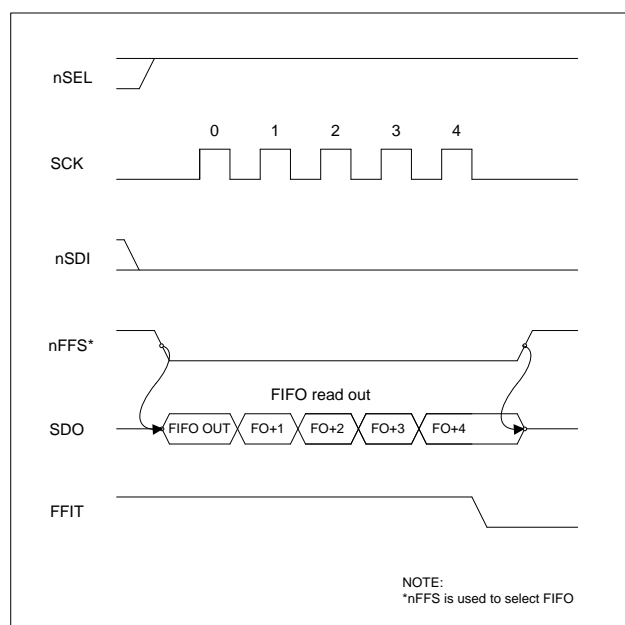 nSEL
0 1 2 3 4
SCK
nSDI
nFFS*
FIFO read out
SDO FIFO OUT FO+1 FO+2 FO+3 FO+4
FFIT
NOTE:
*nFFS is used to select FIFO